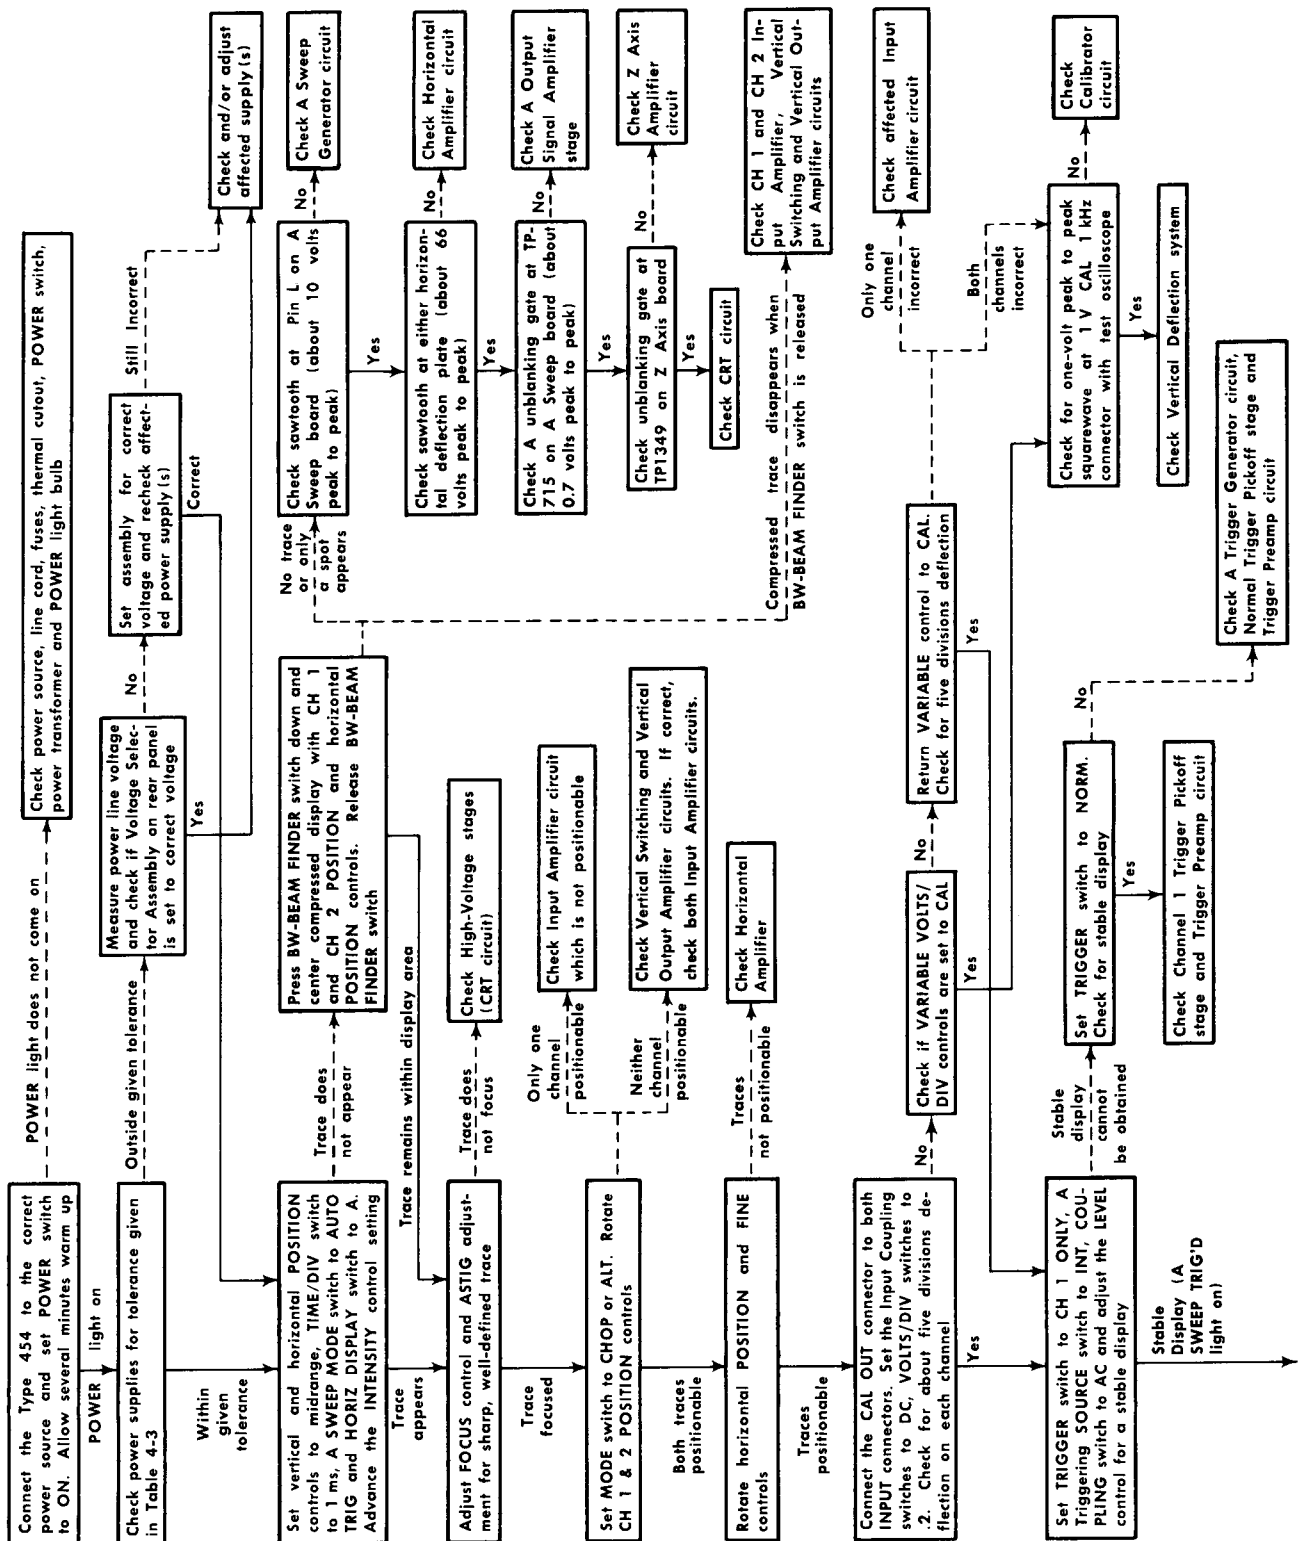 Connect the Type 454 to the correct
power source and set POWER switch
to ON. Allow several minutes warm up
POWER light does not come on
Check power source, line cord, fuses, thermal cutout, POWER switch,
power transformer and POWER light bulb
POWER light on
Check power supplies for tolerance given
in Table 4-3
Outside given tolerance
Measure power line voltage
and check if Voltage Selec-
tor Assembly on rear panel
is set to correct voltage
No
Set assembly for correct
voltage and recheck affect-
ed power supply(s)
Still Incorrect
Check and/or adjust
affected supply(s)
Yes
Correct
Within
given
tolerance
Set vertical and horizontal POSITION
controls to midrange, TIME/DIV switch
to 1 ms, A SWEEP MODE switch to AUTO
TRIG and HORIZ DISPLAY switch to A.
Advance the INTENSITY control setting
Trace does
not appear
Press BW-BEAM FINDER switch down and
center compressed display with CH 1
and CH 2 POSITION and horizontal
POSITION controls. Release BW-BEAM
FINDER switch
No trace
or only
a spot
appears
Check sawtooth at Pin L on A
Sweep board (about 10 volts
peak to peak)
No
Check A Sweep
Generator circuit
Yes
Check sawtooth at either horizon-
tal deflection plate (about 66
volts peak to peak)
No
Check Horizontal
Amplifier circuit
Yes
Check A unblanking gate at TP-
715 on A Sweep board (about
0.7 volts peak to peak)
No
Check A Output
Signal Amplifier
stage
Yes
Check unblanking gate at
TP1349 on Z Axis board
No
Check Z Axis
Amplifier
circuit
Yes
Check CRT circuit
Compressed trace disappears when
BW-BEAM FINDER switch is released
Check CH 1 and CH 2 In-
put Amplifier, Vertical
Switching and Vertical Out-
put Amplifier circuits
Trace remains within display area
Trace
appears
Adjust FOCUS control and ASTIG adjust-
ment for sharp, well-defined trace
Trace does
not focus
Check High-Voltage stages
(CRT circuit)
Trace
focused
Set MODE switch to CHOP or ALT. Rotate
CH 1 & 2 POSITION controls
Only one
channel
positionable
Check Input Amplifier circuit
which is not positionable
Neither
channel
positionable
Check Vertical Switching and Vertical
Output Amplifier circuits. If correct,
check both Input Amplifier circuits.
Both traces
positionable
Rotate horizontal POSITION and FINE
controls
Traces
not positionable
Check Horizontal
Amplifier
Traces
positionable
Connect the CAL OUT connector to both
INPUT connectors. Set the Input Coupling
switches to DC, VOLTS/DIV switches to
.2. Check for about five divisions de-
flection on each channel
No
Check if VARIABLE VOLTS/
DIV controls are set to CAL
No
Return VARIABLE control to CAL.
Check for five divisions deflection
Only one
channel
incorrect
Check affected Input
Amplifier circuit
Both
channels
incorrect
Yes
Yes
Check for one-volt peak to peak
squarewave at 1 V CAL 1 kHz
connector with test oscilloscope
No
Check
Calibrator
circuit
Yes
Check Vertical Deflection system
Yes
Set TRIGGER switch to CH 1 ONLY, A
Triggering SOURCE switch to INT, COU-
PLING switch to AC and adjust the LEVEL
control for a stable display
Stable
display
cannot
be obtained
Set TRIGGER switch to NORM.
Check for stable display
No
Check A Trigger Generator circuit,
Normal Trigger Pickoff stage and
Trigger Preamp circuit
Yes
Check Channel 1 Trigger Pickoff
stage and Trigger Preamp circuit
Stable
Display (A
SWEEP TRIG'D
light on)